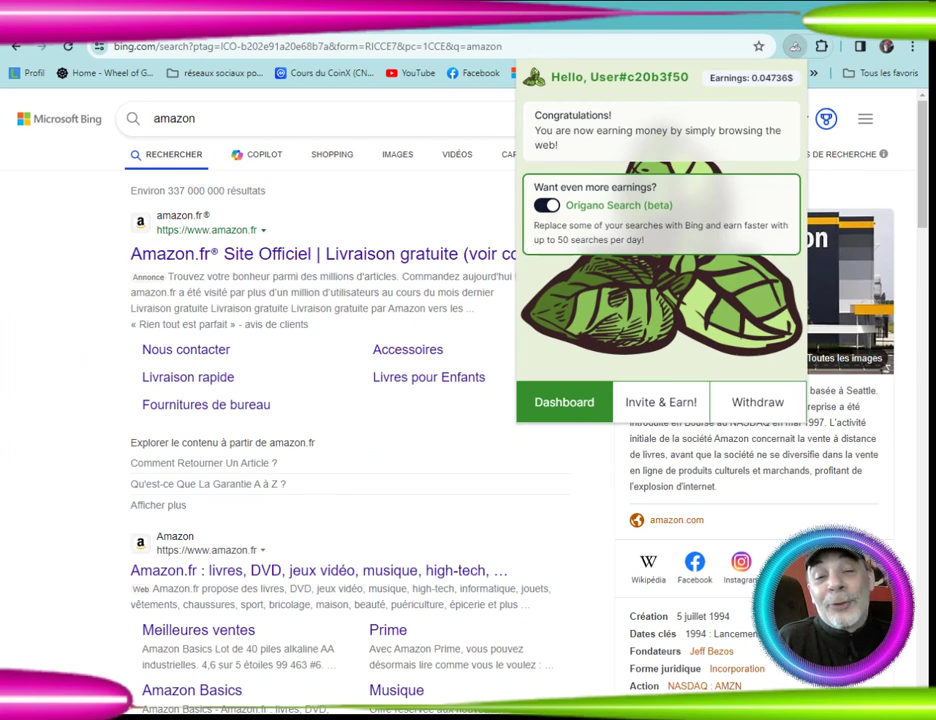 bing.com/search?ptag=ICO-b202e91a20e68b7a&form=RICCE7&pc=1CCE&q=amazon
Profil
Home - Wheel of G...
réseaux sociaux po...
Cours du CoinX (CN...
YouTube
Facebook
»
Tous les favoris
Microsoft Bing
amazon
RECHERCHER
COPILOT
SHOPPING
IMAGES
VIDÉOS
DE RECHERCHE
Environ 337 000 000 résultats
amazon.fr®
https://www.amazon.fr
Amazon.fr® Site Officiel | Livraison gratuite (voir co
Annonce Trouvez votre bonheur parmi des millions d'articles. Commandez aujourd'hui
amazon.fr a été visité par plus d'un million d'utilisateurs au cours du mois dernier
Livraison gratuite Livraison gratuite Livraison gratuite par Amazon vers les ...
« Rien tout est parfait » - avis de clients
Nous contacter
Accessoires
Livraison rapide
Livres pour Enfants
Fournitures de bureau
Explorer le contenu à partir de amazon.fr
Comment Retourner Un Article ?
Qu'est-ce Que La Garantie A à Z ?
Afficher plus
Amazon
https://www.amazon.fr
Amazon.fr : livres, DVD, jeux vidéo, musique, high-tech, …
Web Amazon.fr propose des livres, DVD, jeux vidéo, musique, high-tech, informatique, jouets,
vêtements, chaussures, sport, bricolage, maison, beauté, puériculture, épicerie et plus ...
Meilleures ventes
Amazon Basics Lot de 40 piles alkaline AA
industrielles. 4,6 sur 5 étoiles 99 463 #6. ...
Prime
Avec Amazon Prime, vous pouvez
désormais lire comme vous le voulez : ...
Amazon Basics
Amazon Basics - Amazon.fr : livres, DVD,
Musique
Hello, User#c20b3f50
Earnings: 0.04736$
Congratulations!
You are now earning money by simply browsing the
web!
Want even more earnings?
Origano Search (beta)
Replace some of your searches with Bing and earn faster with
up to 50 searches per day!
Dashboard
Invite & Earn!
Withdraw
on
Toutes les images
basée à Seattle.
reprise a été
introduite en Bourse au NASDAQ en mai 1997. L'activité
initiale de la société Amazon concernait la vente à distance
de livres, avant que la société ne se diversifie dans la vente
en ligne de produits culturels et marchands, profitant de
l'explosion d'internet.
amazon.com
W
Wikipédia
Facebook
Instagram
Création 5 juillet 1994
Dates clés 1994 : Lancemen
Fondateurs Jeff Bezos
Forme juridique Incorporation
Action NASDAQ : AMZN